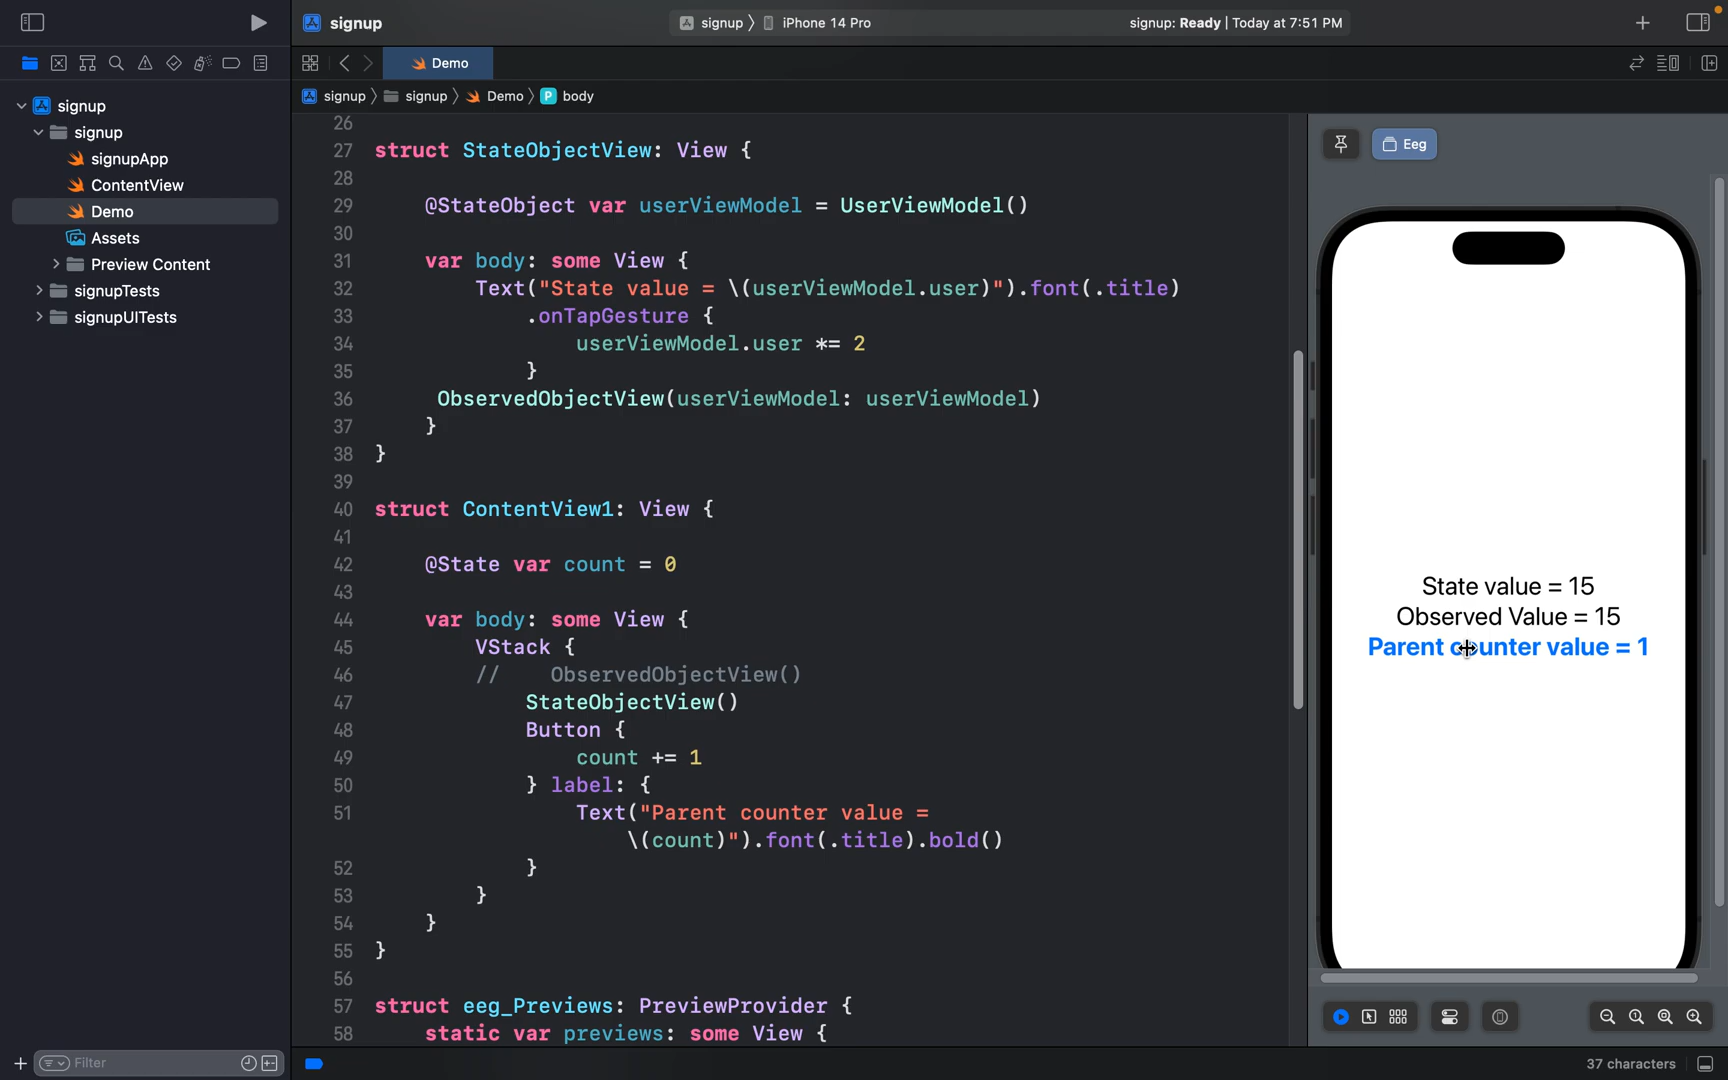 signup
signup 〉 iPhone 14 Pro
signup: Ready | Today at 7:51 PM
Demo
signup 〉 signup 〉 Demo 〉 P body
signup
signup
signupApp
ContentView
Demo
Assets
Preview Content
signupTests
signupUITests
26
27 struct StateObjectView: View {
28
29 @StateObject var userViewModel = UserViewModel()
30
31 var body: some View {
32 Text("State value = \(userViewModel.user)").font(.title)
33 .onTapGesture {
34 userViewModel.user *= 2
35 }
36 ObservedObjectView(userViewModel: userViewModel)
37 }
38 }
39
40 struct ContentView1: View {
41
42 @State var count = 0
43
44 var body: some View {
45 VStack {
46 // ObservedObjectView()
47 StateObjectView()
48 Button {
49 count += 1
50 } label: {
51 Text("Parent counter value =
\(count)").font(.title).bold()
52 }
53 }
54 }
55 }
56
57 struct eeg_Previews: PreviewProvider {
58 static var previews: some View {
Eeg
State value = 15
Observed Value = 15
Parent counter value = 1
Filter
37 characters